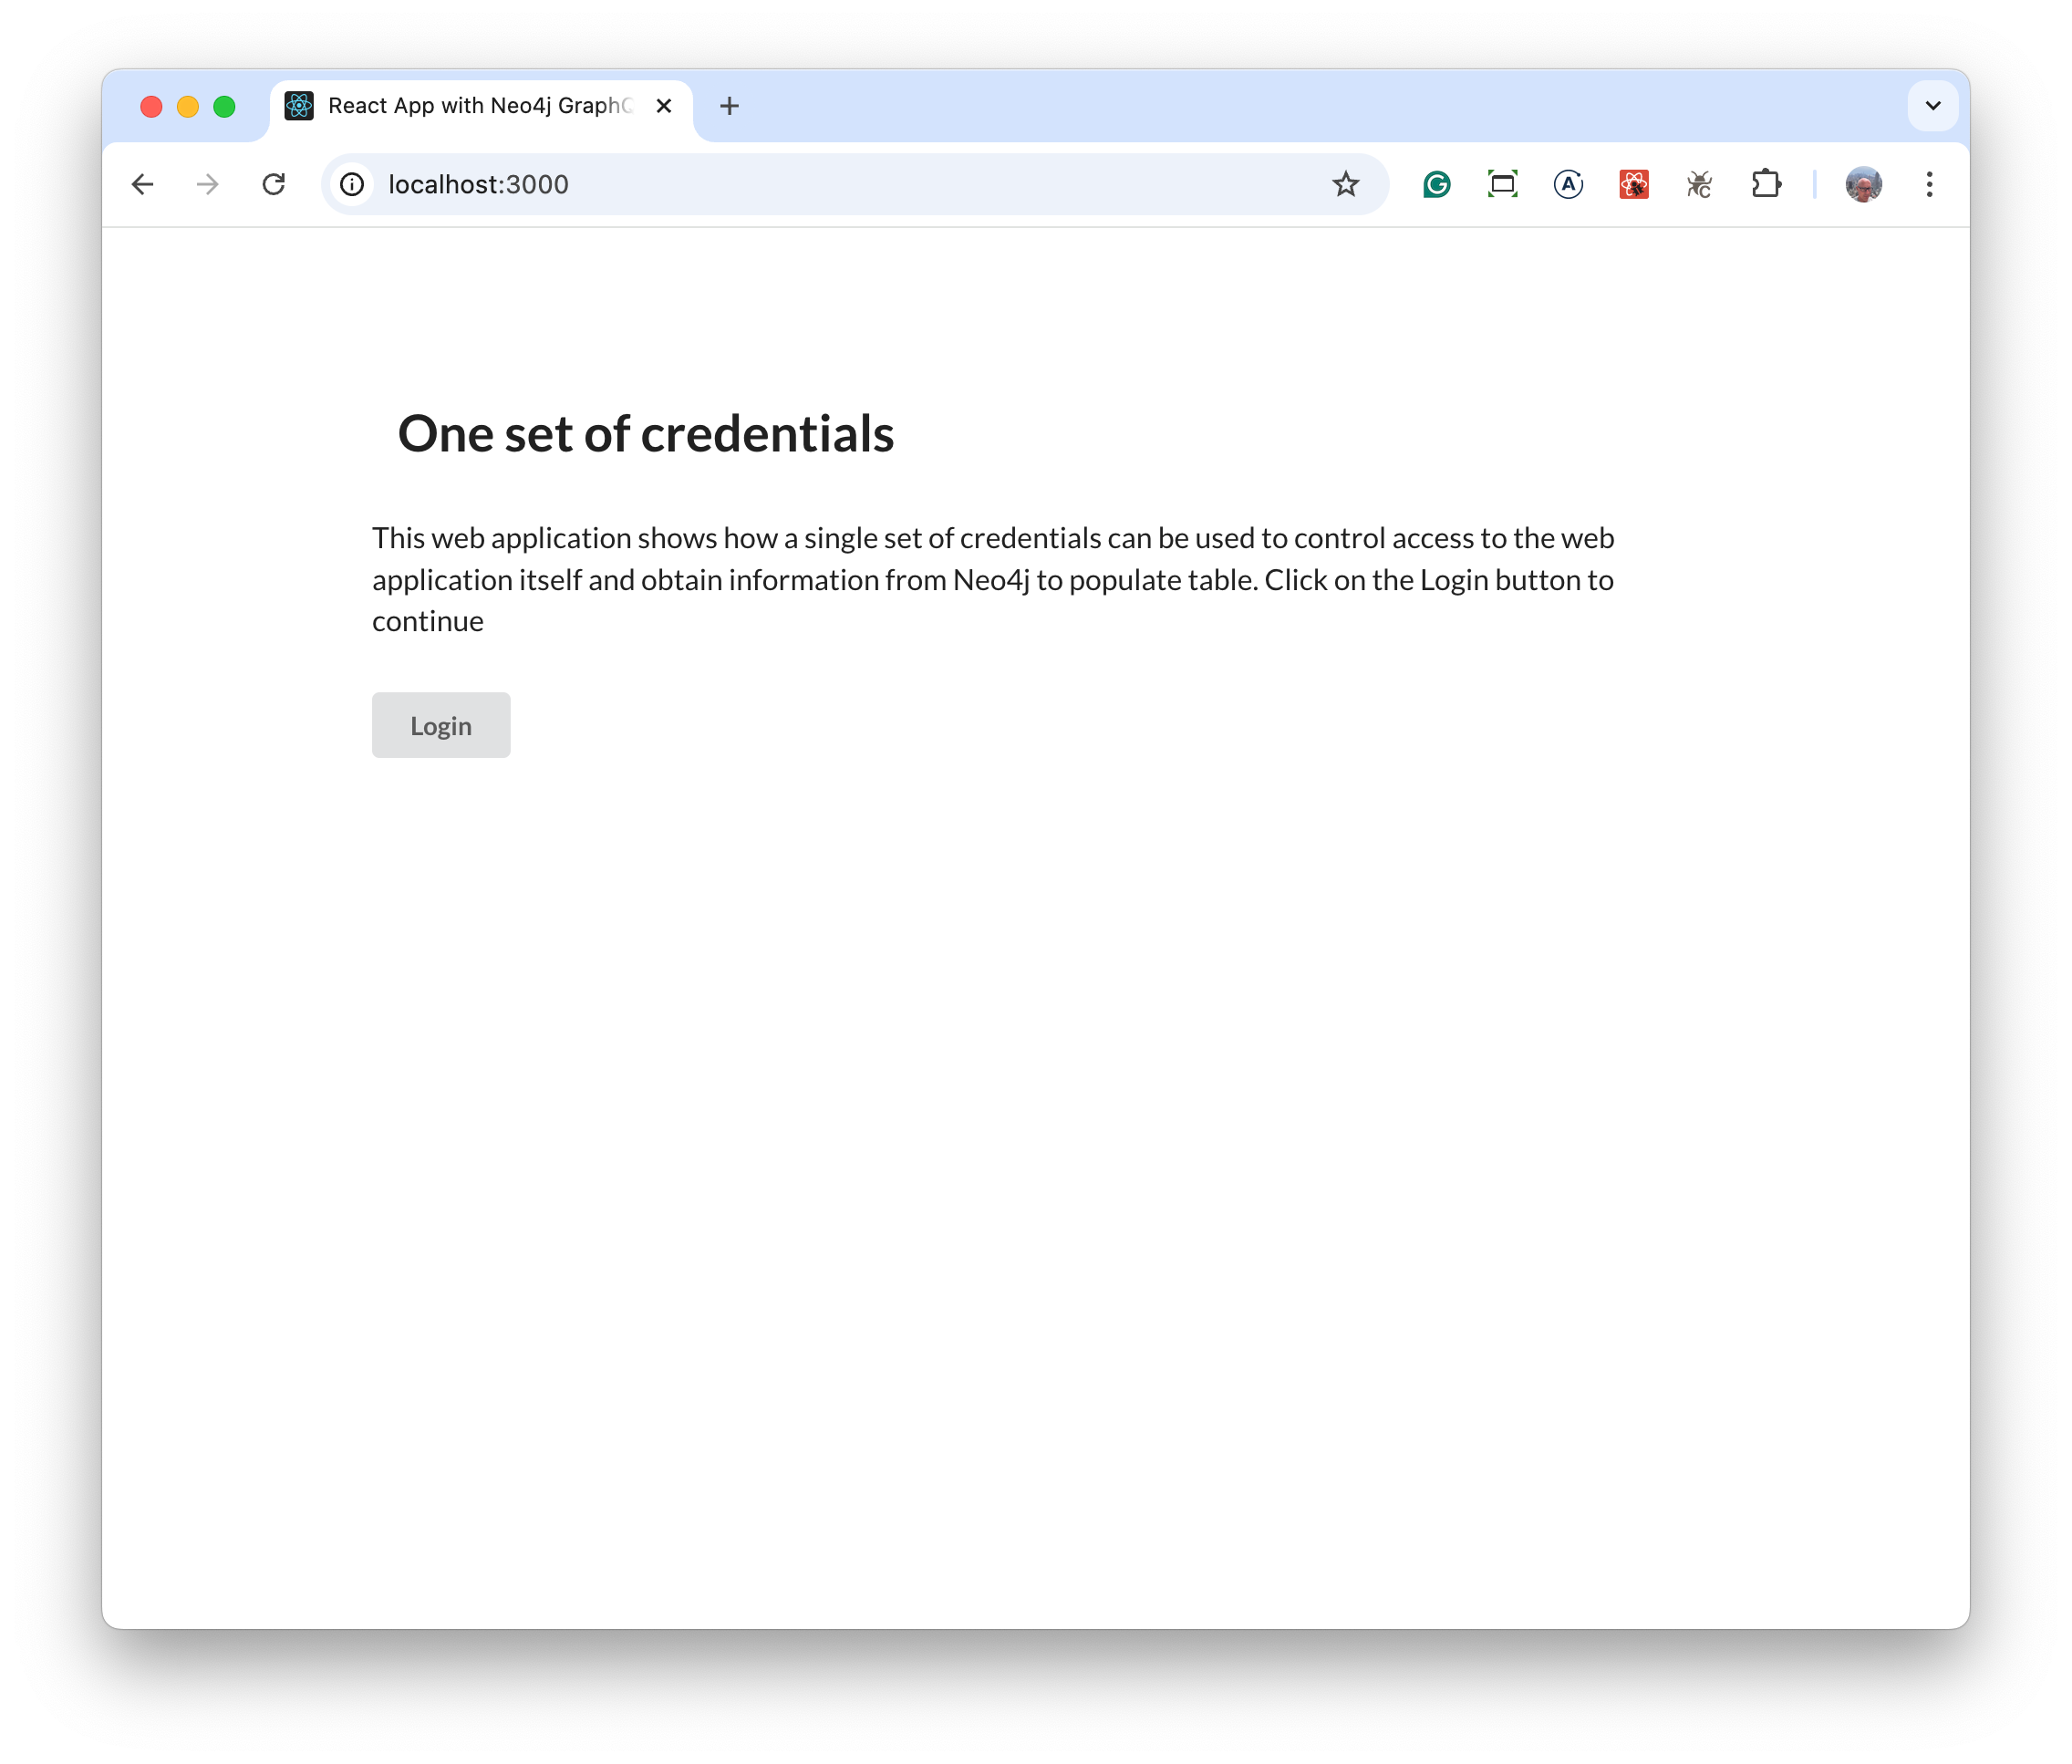 React App with Neo4j Graph
localhost:3000
One set of credentials
This web application shows how a single set of credentials can be used to control access to the web
application itself and obtain information from Neo4j to populate table. Click on the Login button to
continue
Login